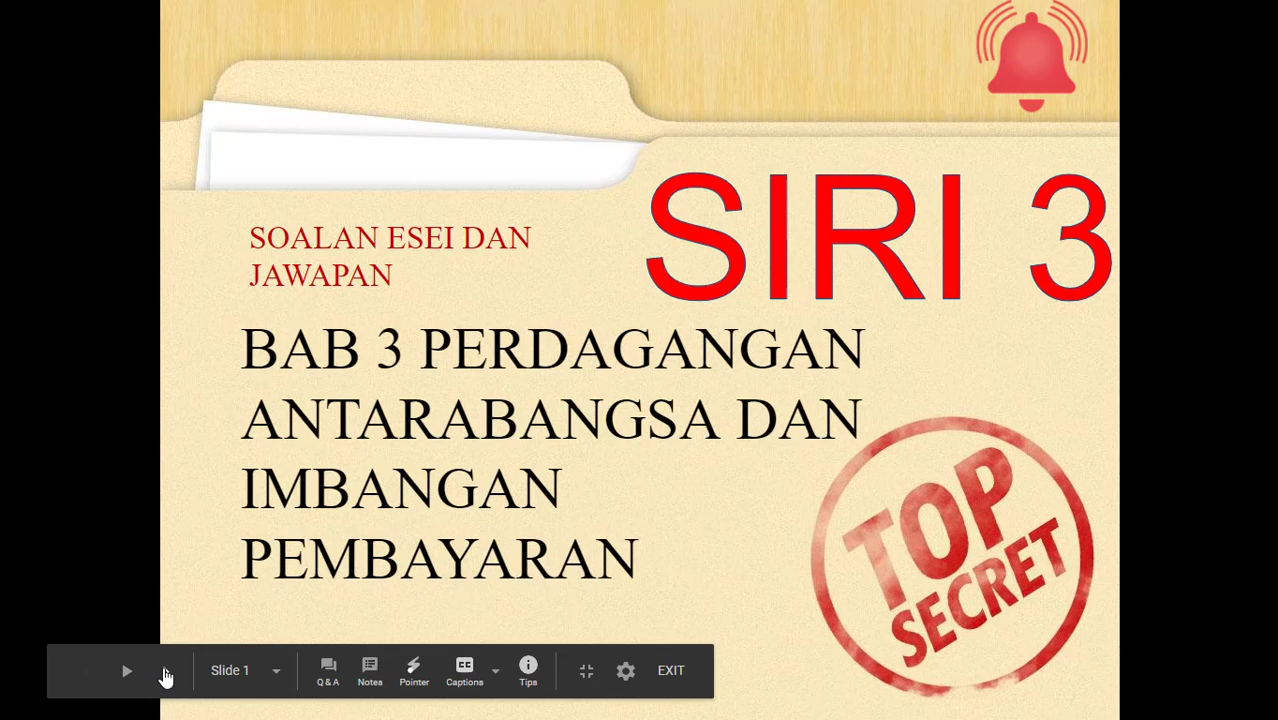 SIRI 3
SOALAN ESEI DAN
JAWAPAN
BAB 3 PERDAGANGAN
ANTARABANGSA DAN
IMBANGAN
PEMBAYARAN
TOP
SECRET
Slide 1
Q & A
Notes
Pointer
Captions
Tips
EXIT